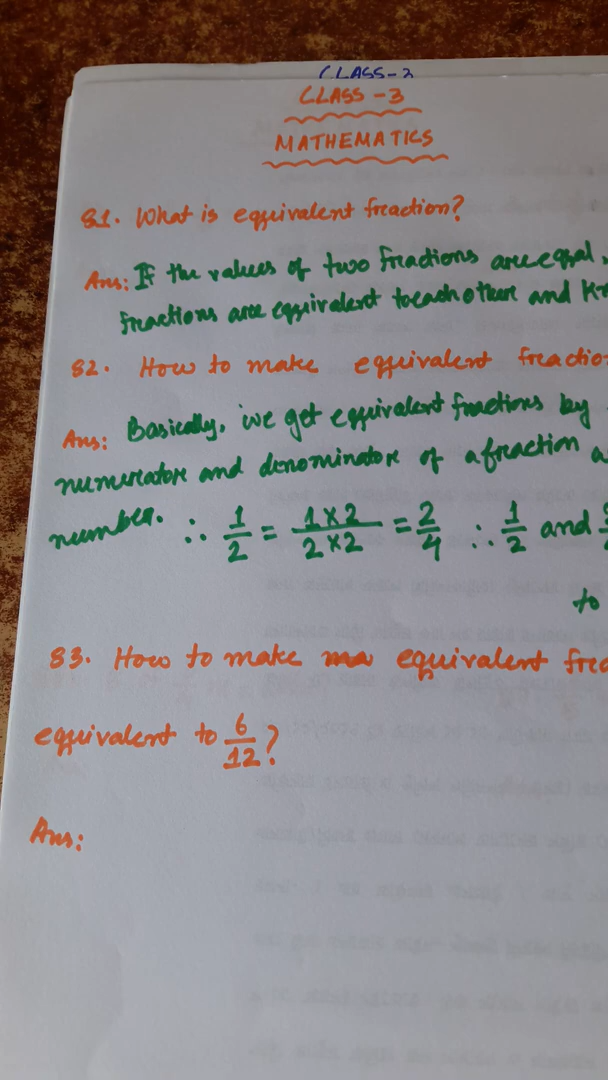 CLASS-3
CLASS-3
MATHEMATICS
Q1. What is equivalent fraction?
Ans: If the values of two fractions are equal,
fractions are equivalent to each other and
Q2. How to make equivalent
Ans: Basically, we get equivalent fractions by
numerator and denominator of a fraction
number. ∴ 1/2 = 1×2/2×2 = 2/4 ∴ 1/2 and
to
Q3. How to make equivalent
equivalent to 6/12?
Ans: